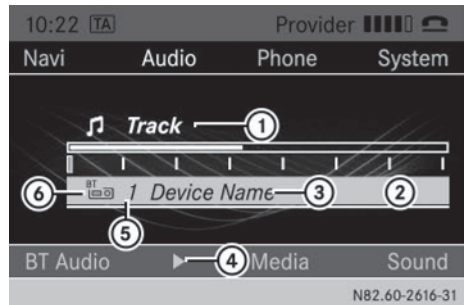 10:22 TA Provider
Navi Audio Phone System
Track 1
6 BT 1 Device Name 3 2
5
BT Audio 4 Media Sound
N82.60-2616-31